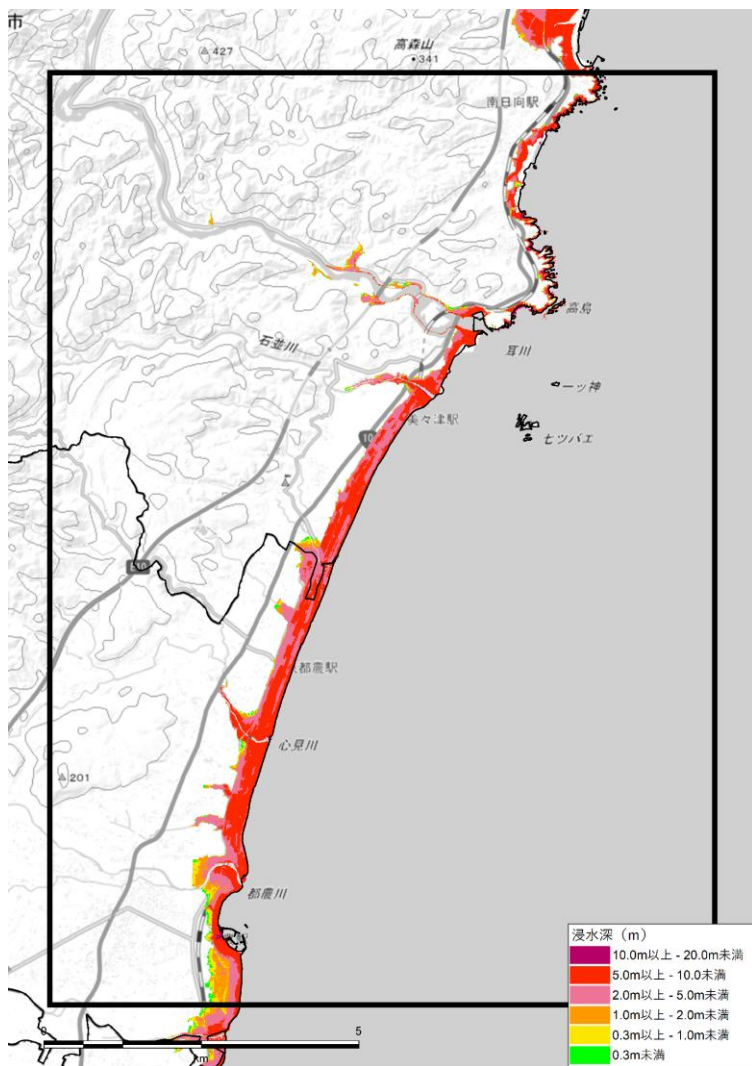 市
427
高森山
341
南日向駅
高島
石並川
耳川
一ッ神
美々津駅
10
七ツバエ
都農駅
心見川
201
都農川
浸水深（m）
10.0m以上 - 20.0m未満
5.0m以上 - 10.0未満
2.0m以上 - 5.0m未満
1.0m以上 - 2.0m未満
0.3m以上 - 1.0m未満
0.3m未満
0
5
km